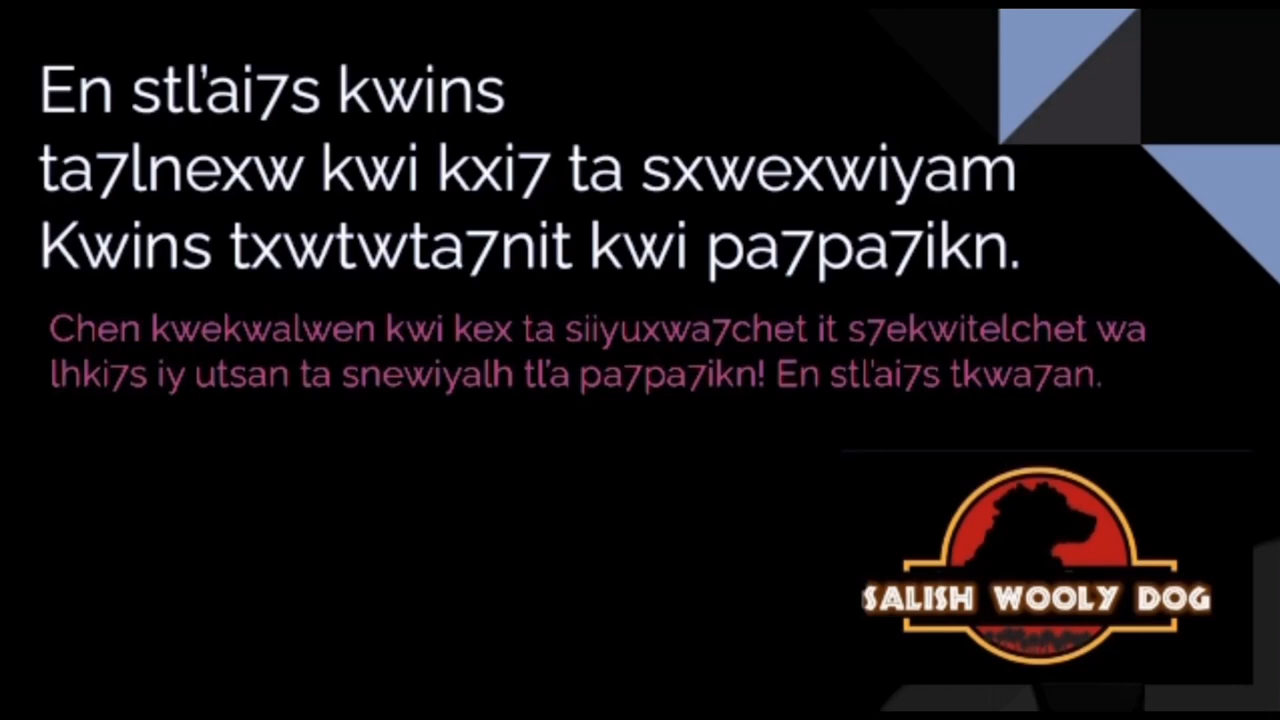 En stl’ai7s kwins
ta7lnexw kwi kxi7 ta sxwexwiyam
Kwins txwtwta7nit kwi pa7pa7ikn.
Chen kwekwalwen kwi kex ta siiyuxwa7chet it s7ekwitelchet wa
lhki7s iy utsan ta snewiyalh tl’a pa7pa7ikn! En stl’ai7s tkwa7an.
SALISH WOOLY DOG